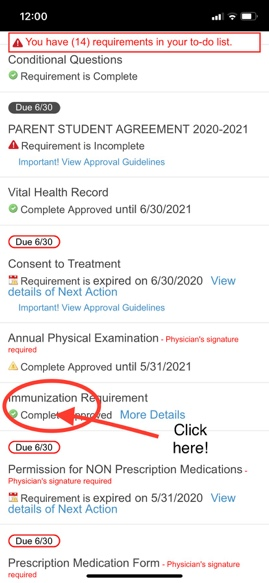 12:00
You have (14) requirements in your to-do list.
Conditional Questions
Requirement is Complete
Due 6/30
PARENT STUDENT AGREEMENT 2020-2021
Requirement is Incomplete
Important! View Approval Guidelines
Vital Health Record
Complete Approved until 6/30/2021
Due 6/30
Consent to Treatment
Requirement is expired on 6/30/2020 View
details of Next Action
Important! View Approval Guidelines
Annual Physical Examination - Physician's signature
required
Complete Approved until 5/31/2021
Immunization Requirement
Complete Approved More Details
Click
here!
Due 6/30
Permission for NON Prescription Medications -
Physician's signature required
Requirement is expired on 5/31/2020 View
details of Next Action
Due 6/30
Prescription Medication Form - Physician's signature
required